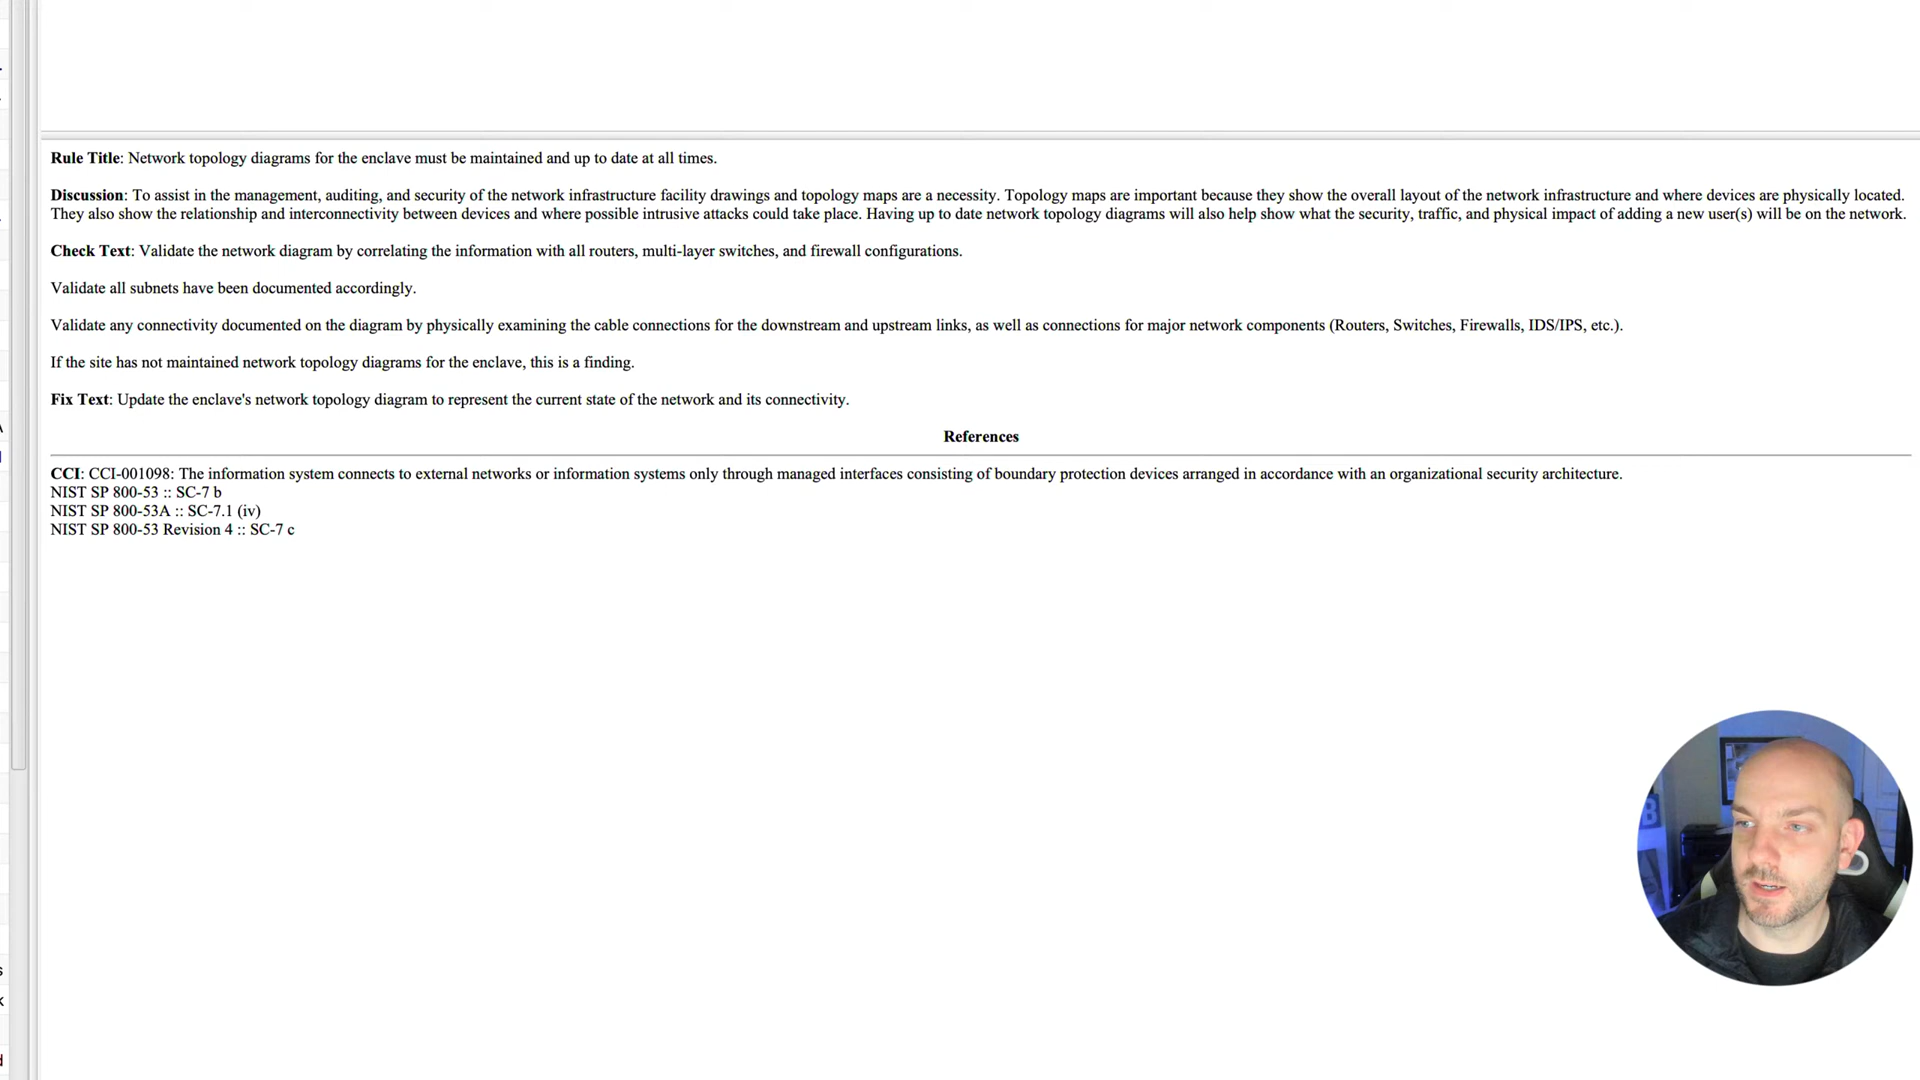 Rule Title: Network topology diagrams for the enclave must be maintained and up to date at all times.
Discussion: To assist in the management, auditing, and security of the network infrastructure facility drawings and topology maps are a necessity. Topology maps are important because they show the overall layout of the network infrastructure and where devices are physically located.
They also show the relationship and interconnectivity between devices and where possible intrusive attacks could take place. Having up to date network topology diagrams will also help show what the security, traffic, and physical impact of adding a new user(s) will be on the network.
Check Text: Validate the network diagram by correlating the information with all routers, multi-layer switches, and firewall configurations.
Validate all subnets have been documented accordingly.
Validate any connectivity documented on the diagram by physically examining the cable connections for the downstream and upstream links, as well as connections for major network components (Routers, Switches, Firewalls, IDS/IPS, etc.).
If the site has not maintained network topology diagrams for the enclave, this is a finding.
Fix Text: Update the enclave's network topology diagram to represent the current state of the network and its connectivity.
References
CCI: CCI-001098: The information system connects to external networks or information systems only through managed interfaces consisting of boundary protection devices arranged in accordance with an organizational security architecture.
NIST SP 800-53 :: SC-7 b
NIST SP 800-53A :: SC-7.1 (iv)
NIST SP 800-53 Revision 4 :: SC-7 c